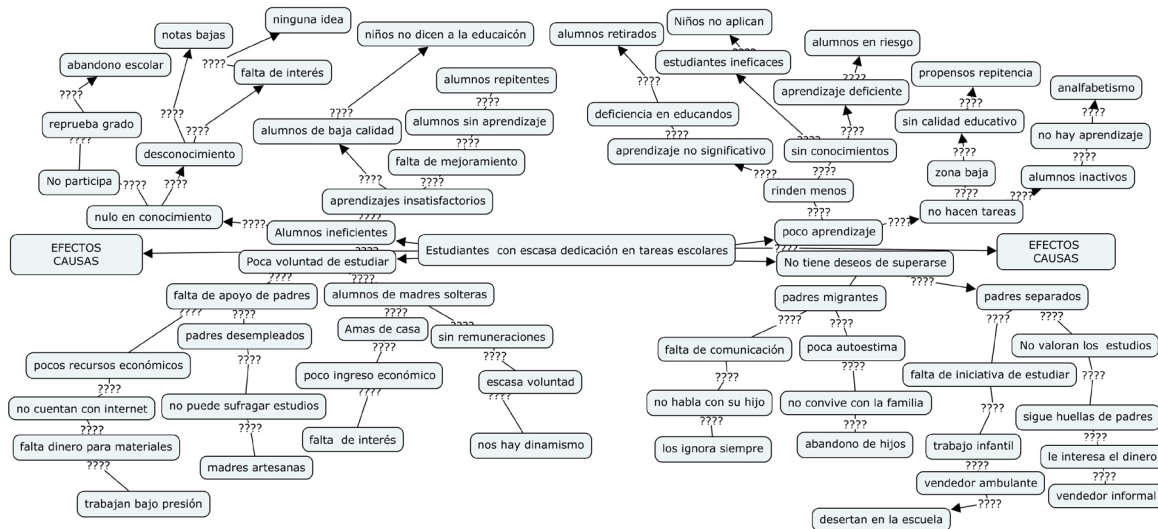 ninguna idea
notas bajas
niños no dicen a la educaicón
Niños no aplican
alumnos retirados
alumnos en riesgo
????
????
abandono escolar
falta de interés
estudiantes ineficaces
????
????
????
????
alumnos repitentes
aprendizaje deficiente
propensos repitencia
analfabetismo
????
????
????
????
????
????
reprueba grado
alumnos de baja calidad
alumnos sin aprendizaje
deficiencia en educandos
sin calidad educativo
no hay aprendizaje
????
????
????
????
????
????
????
????
desconocimiento
falta de mejoramiento
aprendizaje no significativo
sin conocimientos
No participa
????
????
????
????
????
????
zona baja
alumnos inactivos
rinden menos
aprendizajes insatisfactorios
????
????
????
nulo en conocimiento
????
????
????
????
no hacen tareas
Alumnos ineficientes
poco aprendizaje
EFECTOS
CAUSAS
????
Estudiantes con escasa dedicación en tareas escolares
????
EFECTOS
CAUSAS
Poca voluntad de estudiar
No tiene deseos de superarse
????
????
falta de apoyo de padres
alumnos de madres solteras
padres migrantes
padres separados
????
????
????
????
????
????
????
????
padres desempleados
Amas de casa
sin remuneraciones
falta de comunicación
poca autoestima
No valoran los  estudios
????
????
????
????
????
pocos recursos económicos
poco ingreso económico
escasa voluntad
falta de iniciativa de estudiar
????
????
????
????
????
no cuentan con internet
no puede sufragar estudios
no habla con su hijo
no convive con la familia
sigue huellas de padres
????
????
????
????
????
????
falta dinero para materiales
falta  de interés
nos hay dinamismo
los ignora siempre
abandono de hijos
trabajo infantil
le interesa el dinero
????
madres artesanas
????
????
vendedor ambulante
vendedor informal
trabajan bajo presión
????
desertan en la escuela